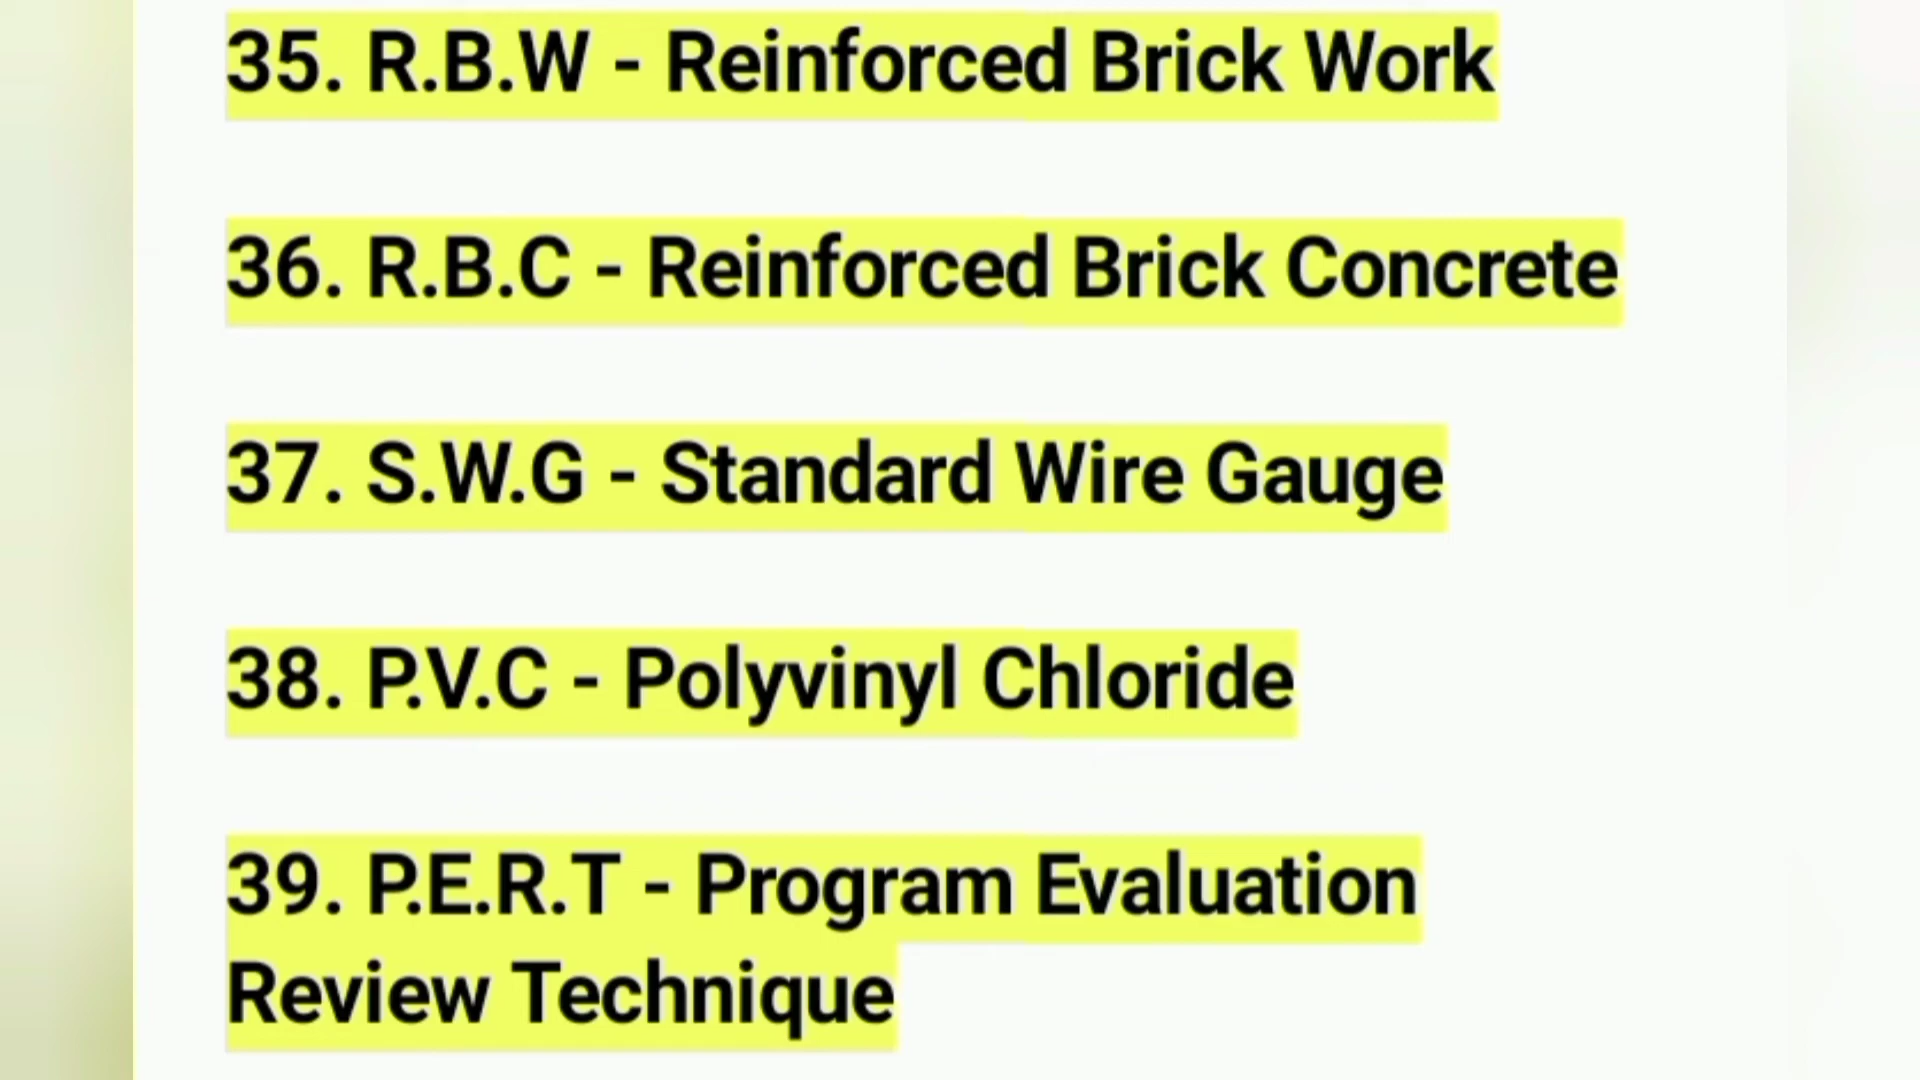 35. R.B.W - Reinforced Brick Work
36. R.B.C - Reinforced Brick Concrete
37. S.W.G - Standard Wire Gauge
38. P.V.C - Polyvinyl Chloride
39. P.E.R.T - Program Evaluation
Review Technique